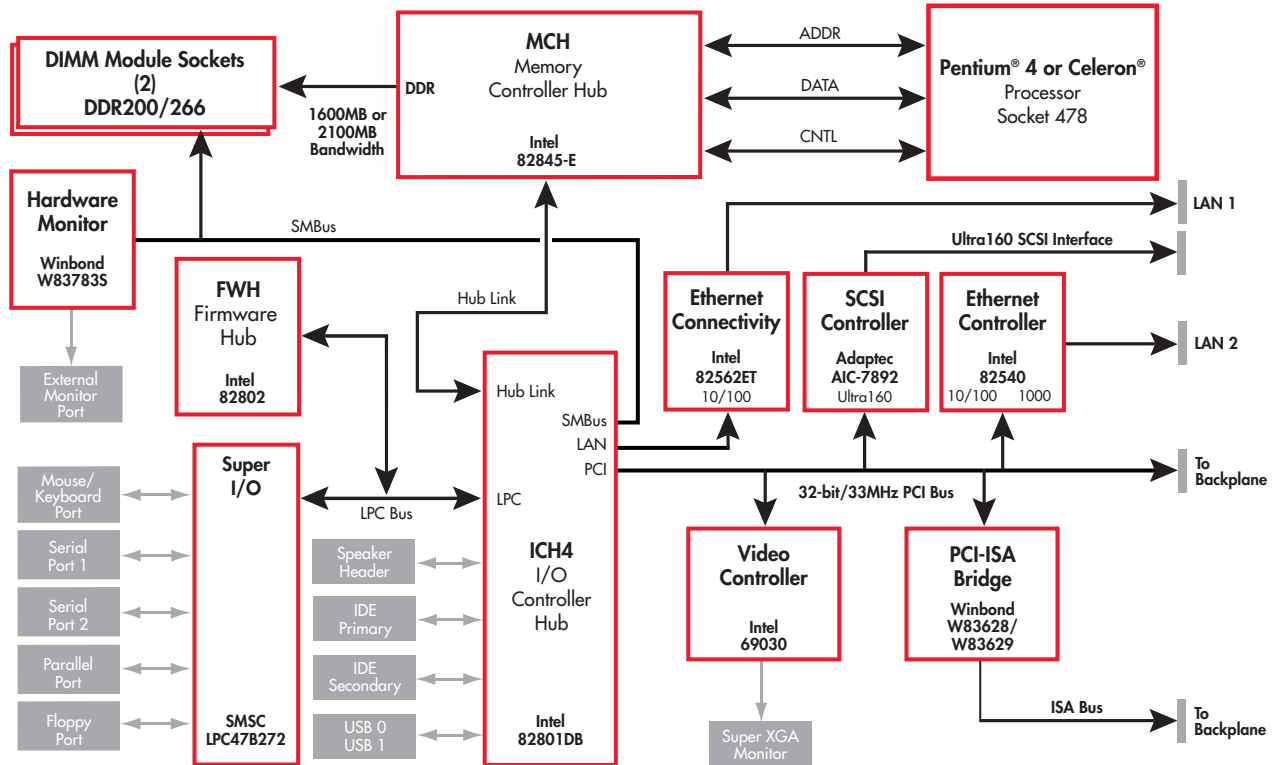 DIMM Module Sockets
(2)
DDR200/266
1600MB or
2100MB
Bandwidth
DDR
MCH
Memory
Controller Hub
Intel
82845-E
ADDR
DATA
CNTL
Pentium® 4 or Celeron®
Processor
Socket 478
Hardware
Monitor
Winbond
W83783S
SMBus
External
Monitor
Port
FWH
Firmware
Hub
Intel
82802
Hub Link
LAN 1
Ultra160 SCSI Interface
LAN 2
Ethernet
Connectivity
Intel
82562ET
10/100
SCSI
Controller
Adaptec
AIC-7892
Ultra160
Ethernet
Controller
Intel
82540
10/100 1000
Hub Link
SMBus
LAN
PCI
LPC
ICH4
I/O
Controller
Hub
Intel
82801DB
32-bit/33MHz PCI Bus
To
Backplane
Super
I/O
SMSC
LPC47B272
LPC Bus
Mouse/
Keyboard
Port
Serial
Port 1
Serial
Port 2
Parallel
Port
Floppy
Port
Speaker
Header
IDE
Primary
IDE
Secondary
USB 0
USB 1
Video
Controller
Intel
69030
Super XGA
Monitor
PCI-ISA
Bridge
Winbond
W83628/
W83629
ISA Bus
To
Backplane